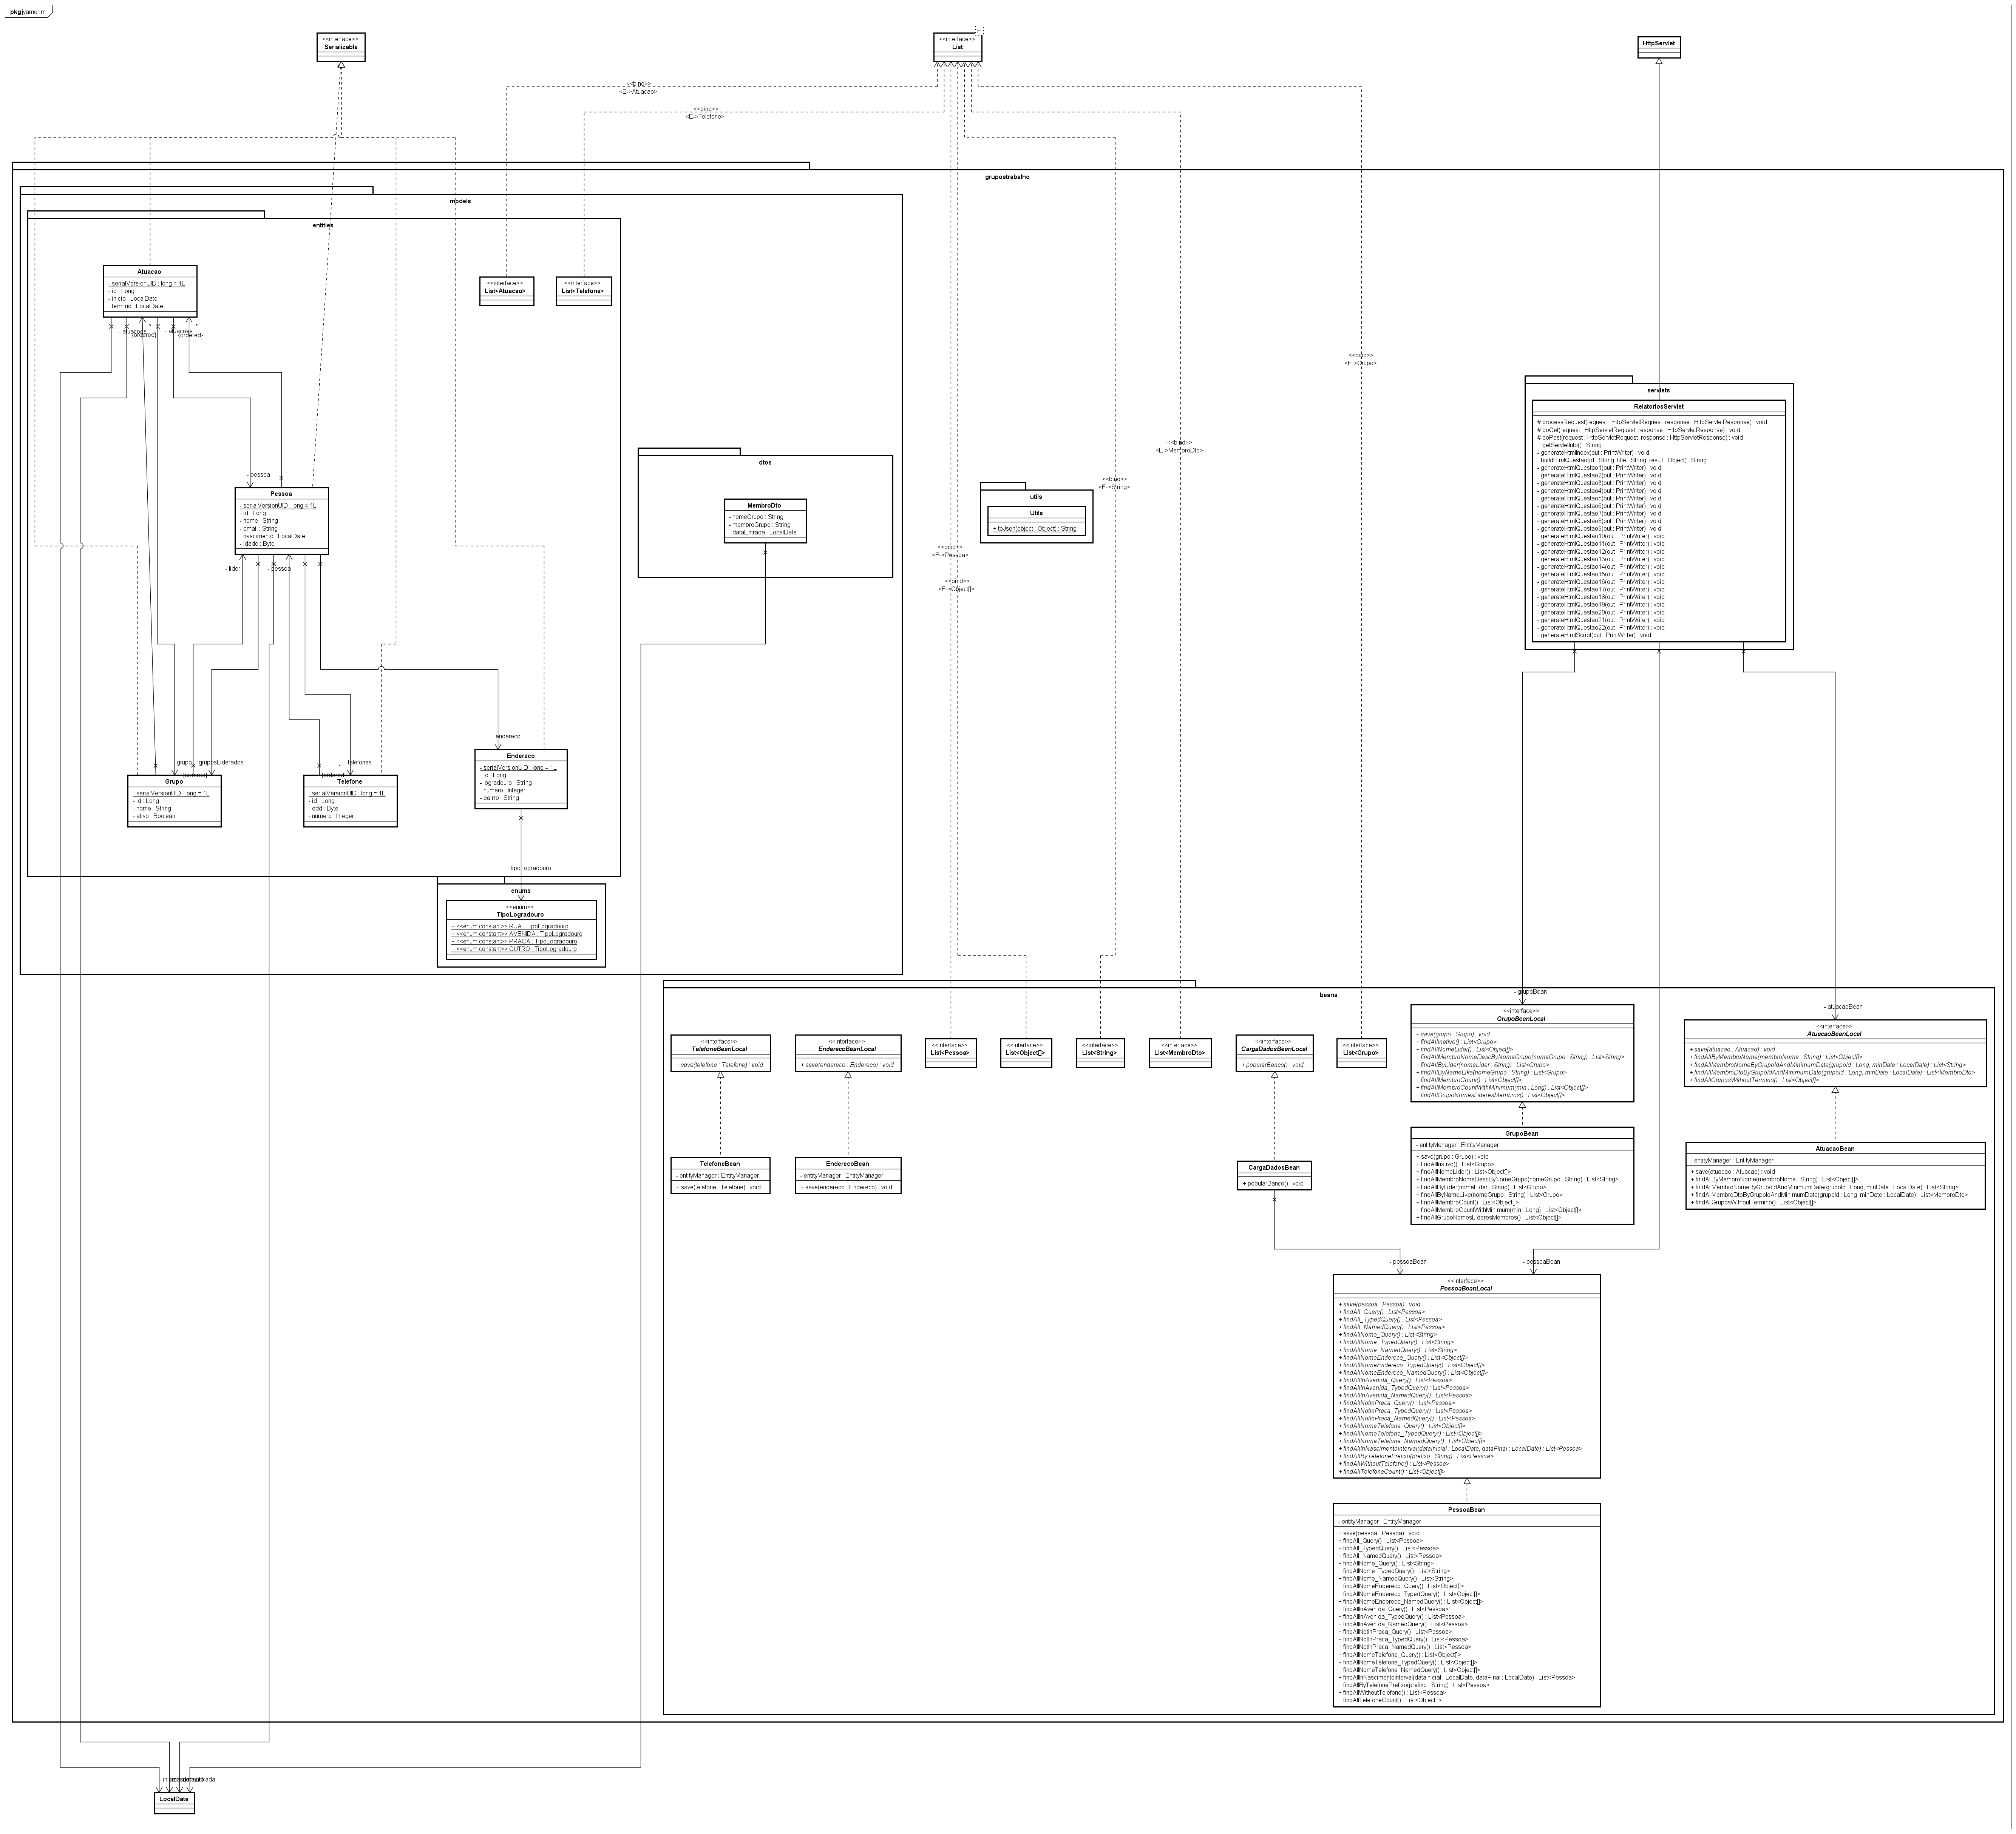 pkg jvamorim
<<interface>>
Serializable
E
<<interface>>
List
HttpServlet
<<bind>>
<E->Atuacao>
<<bind>>
<E->Telefone>
grupostrabalho
models
entities
Atuacao
- serialVersionUID : long = 1L
- id : Long
- inicio : LocalDate
- termino : LocalDate
<<interface>>
List<Atuacao>
<<interface>>
List<Telefone>
- atuacoes
*
{ordered}
- atuacoes
*
{ordered}
<<bind>>
<E->Grupo>
- pessoa
Pessoa
- serialVersionUID : long = 1L
- id : Long
- nome : String
- email : String
- nascimento : LocalDate
- idade : Byte
- lider
- pessoa
dtos
MembroDto
- nomeGrupo : String
- membroGrupo : String
- dataEntrada : LocalDate
<<bind>>
<E->MembroDto>
<<bind>>
<E->String>
utils
Utils
+ toJson(object : Object) : String
<<bind>>
<E->Pessoa>
<<bind>>
<E->Object[]>
servlets
RelatoriosServlet
# processRequest(request : HttpServletRequest, response : HttpServletResponse) : void
# doGet(request : HttpServletRequest, response : HttpServletResponse) : void
# doPost(request : HttpServletRequest, response : HttpServletResponse) : void
+ getServletInfo() : String
- generateHtmlIndex(out : PrintWriter) : void
- buildHtmlQuestao(id : String, title : String, result : Object) : String
- generateHtmlQuestao1(out : PrintWriter) : void
- generateHtmlQuestao2(out : PrintWriter) : void
- generateHtmlQuestao3(out : PrintWriter) : void
- generateHtmlQuestao4(out : PrintWriter) : void
- generateHtmlQuestao5(out : PrintWriter) : void
- generateHtmlQuestao6(out : PrintWriter) : void
- generateHtmlQuestao7(out : PrintWriter) : void
- generateHtmlQuestao8(out : PrintWriter) : void
- generateHtmlQuestao9(out : PrintWriter) : void
- generateHtmlQuestao10(out : PrintWriter) : void
- generateHtmlQuestao11(out : PrintWriter) : void
- generateHtmlQuestao12(out : PrintWriter) : void
- generateHtmlQuestao13(out : PrintWriter) : void
- generateHtmlQuestao14(out : PrintWriter) : void
- generateHtmlQuestao15(out : PrintWriter) : void
- generateHtmlQuestao16(out : PrintWriter) : void
- generateHtmlQuestao17(out : PrintWriter) : void
- generateHtmlQuestao18(out : PrintWriter) : void
- generateHtmlQuestao19(out : PrintWriter) : void
- generateHtmlQuestao20(out : PrintWriter) : void
- generateHtmlQuestao21(out : PrintWriter) : void
- generateHtmlQuestao22(out : PrintWriter) : void
- generateHtmlScript(out : PrintWriter) : void
- grupo
- gruposLiderados
*
{ordered}
Grupo
- serialVersionUID : long = 1L
- id : Long
- nome : String
- ativo : Boolean
- telefones
*
{ordered}
Telefone
- serialVersionUID : long = 1L
- id : Long
- ddd : Byte
- numero : Integer
- endereco
Endereco
- serialVersionUID : long = 1L
- id : Long
- logradouro : String
- numero : Integer
- bairro : String
- tipoLogradouro
enums
<<enum>>
TipoLogradouro
+ <<enum constant>> RUA : TipoLogradouro
+ <<enum constant>> AVENIDA : TipoLogradouro
+ <<enum constant>> PRACA : TipoLogradouro
+ <<enum constant>> OUTRO : TipoLogradouro
beans
- grupoBean
- atuacaoBean
<<interface>>
TelefoneBeanLocal
+ save(telefone : Telefone) : void
<<interface>>
EnderecoBeanLocal
+ save(endereco : Endereco) : void
<<interface>>
List<Pessoa>
<<interface>>
List<Object[]>
<<interface>>
List<String>
<<interface>>
List<MembroDto>
<<interface>>
CargaDadosBeanLocal
+ popularBanco() : void
<<interface>>
List<Grupo>
<<interface>>
GrupoBeanLocal
+ save(grupo : Grupo) : void
+ findAllInativo() : List<Grupo>
+ findAllNomeLider() : List<Object[]>
+ findAllMembroNomeDescByNomeGrupo(nomeGrupo : String) : List<String>
+ findAllByLider(nomeLider : String) : List<Grupo>
+ findAllByNameLike(nomeGrupo : String) : List<Grupo>
+ findAllMembroCount() : List<Object[]>
+ findAllMembroCountWithMinimum(min : Long) : List<Object[]>
+ findAllGrupoNomesLideresMembros() : List<Object[]>
<<interface>>
AtuacaoBeanLocal
+ save(atuacao : Atuacao) : void
+ findAllByMembroNome(membroNome : String) : List<Object[]>
+ findAllMembroNomeByGrupoIdAndMinimumDate(grupoId : Long, minDate : LocalDate) : List<String>
+ findAllMembroDtoByGrupoIdAndMinimumDate(grupoId : Long, minDate : LocalDate) : List<MembroDto>
+ findAllGruposWithoutTermino() : List<Object[]>
TelefoneBean
- entityManager : EntityManager
+ save(telefone : Telefone) : void
EnderecoBean
- entityManager : EntityManager
+ save(endereco : Endereco) : void
CargaDadosBean
+ popularBanco() : void
GrupoBean
- entityManager : EntityManager
+ save(grupo : Grupo) : void
+ findAllInativo() : List<Grupo>
+ findAllNomeLider() : List<Object[]>
+ findAllMembroNomeDescByNomeGrupo(nomeGrupo : String) : List<String>
+ findAllByLider(nomeLider : String) : List<Grupo>
+ findAllByNameLike(nomeGrupo : String) : List<Grupo>
+ findAllMembroCount() : List<Object[]>
+ findAllMembroCountWithMinimum(min : Long) : List<Object[]>
+ findAllGrupoNomesLideresMembros() : List<Object[]>
AtuacaoBean
- entityManager : EntityManager
+ save(atuacao : Atuacao) : void
+ findAllByMembroNome(membroNome : String) : List<Object[]>
+ findAllMembroNomeByGrupoIdAndMinimumDate(grupoId : Long, minDate : LocalDate) : List<String>
+ findAllMembroDtoByGrupoIdAndMinimumDate(grupoId : Long, minDate : LocalDate) : List<MembroDto>
+ findAllGruposWithoutTermino() : List<Object[]>
- pessoaBean
- pessoaBean
<<interface>>
PessoaBeanLocal
+ save(pessoa : Pessoa) : void
+ findAll_Query() : List<Pessoa>
+ findAll_TypedQuery() : List<Pessoa>
+ findAll_NamedQuery() : List<Pessoa>
+ findAllNome_Query() : List<String>
+ findAllNome_TypedQuery() : List<String>
+ findAllNome_NamedQuery() : List<String>
+ findAllNomeEndereco_Query() : List<Object[]>
+ findAllNomeEndereco_TypedQuery() : List<Object[]>
+ findAllNomeEndereco_NamedQuery() : List<Object[]>
+ findAllInAvenida_Query() : List<Pessoa>
+ findAllInAvenida_TypedQuery() : List<Pessoa>
+ findAllInAvenida_NamedQuery() : List<Pessoa>
+ findAllNotInPraca_Query() : List<Pessoa>
+ findAllNotInPraca_TypedQuery() : List<Pessoa>
+ findAllNotInPraca_NamedQuery() : List<Pessoa>
+ findAllNomeTelefone_Query() : List<Object[]>
+ findAllNomeTelefone_TypedQuery() : List<Object[]>
+ findAllNomeTelefone_NamedQuery() : List<Object[]>
+ findAllInNascimentoInterval(dataInicial : LocalDate, dataFinal : LocalDate) : List<Pessoa>
+ findAllByTelefonePrefixo(prefixo : String) : List<Pessoa>
+ findAllWithoutTelefone() : List<Pessoa>
+ findAllTelefoneCount() : List<Object[]>
PessoaBean
- entityManager : EntityManager
+ save(pessoa : Pessoa) : void
+ findAll_Query() : List<Pessoa>
+ findAll_TypedQuery() : List<Pessoa>
+ findAll_NamedQuery() : List<Pessoa>
+ findAllNome_Query() : List<String>
+ findAllNome_TypedQuery() : List<String>
+ findAllNome_NamedQuery() : List<String>
+ findAllNomeEndereco_Query() : List<Object[]>
+ findAllNomeEndereco_TypedQuery() : List<Object[]>
+ findAllNomeEndereco_NamedQuery() : List<Object[]>
+ findAllInAvenida_Query() : List<Pessoa>
+ findAllInAvenida_TypedQuery() : List<Pessoa>
+ findAllInAvenida_NamedQuery() : List<Pessoa>
+ findAllNotInPraca_Query() : List<Pessoa>
+ findAllNotInPraca_TypedQuery() : List<Pessoa>
+ findAllNotInPraca_NamedQuery() : List<Pessoa>
+ findAllNomeTelefone_Query() : List<Object[]>
+ findAllNomeTelefone_TypedQuery() : List<Object[]>
+ findAllNomeTelefone_NamedQuery() : List<Object[]>
+ findAllInNascimentoInterval(dataInicial : LocalDate, dataFinal : LocalDate) : List<Pessoa>
+ findAllByTelefonePrefixo(prefixo : String) : List<Pessoa>
+ findAllWithoutTelefone() : List<Pessoa>
+ findAllTelefoneCount() : List<Object[]>
LocalDate